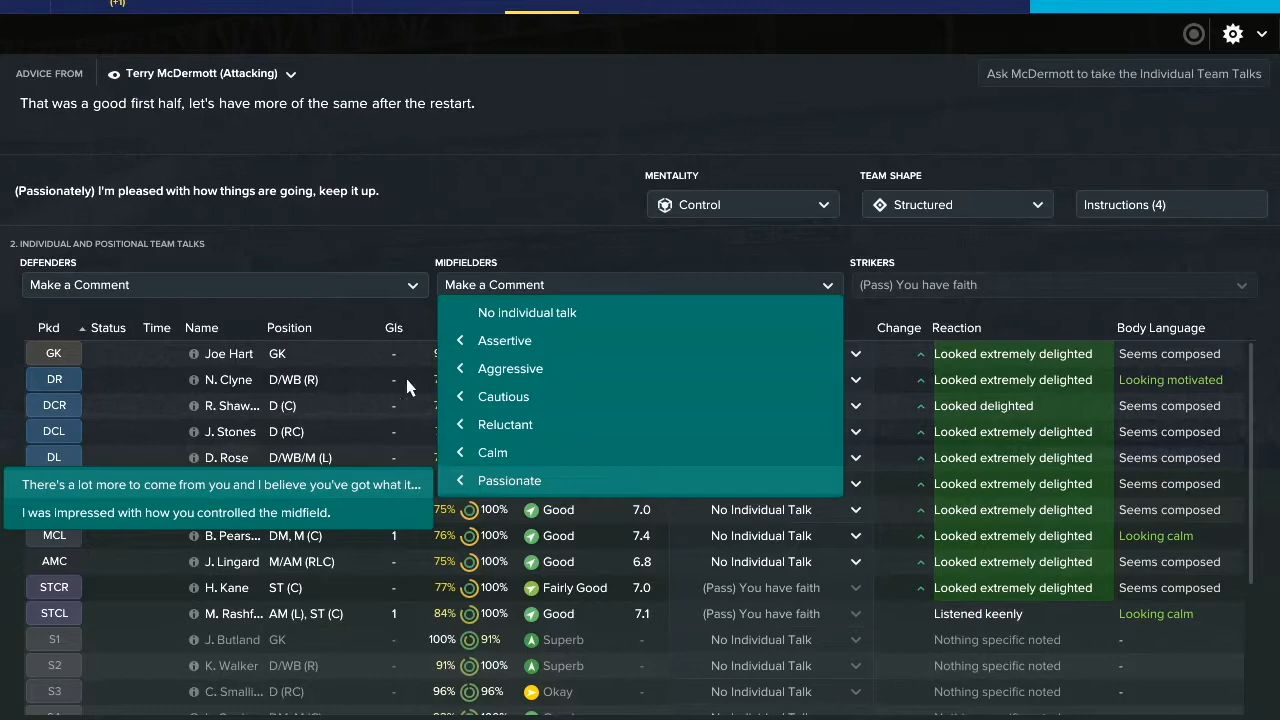 (+1)
ADVICE FROM Terry McDermott (Attacking) Ask McDermott to take the Individual Team Talks
That was a good first half, let's have more of the same after the restart.
MENTALITY TEAM SHAPE
(Passionately) I'm pleased with how things are going, keep it up.
Control Structured Instructions (4)
2. INDIVIDUAL AND POSITIONAL TEAM TALKS
DEFENDERS MIDFIELDERS STRIKERS
Make a Comment Make a Comment (Pass) You have faith
No individual talk
Pkd Status Time Name Position Gls Change Reaction Body Language
Assertive
GK Joe Hart GK - Looked extremely delighted Seems composed
Aggressive
DR N. Clyne D/WB (R) - Looked extremely delighted Looking motivated
Cautious
DCR R. Shaw... D (C) - Looked delighted Seems composed
Reluctant
DCL J. Stones D (RC) - Looked extremely delighted Seems composed
Calm
DL D. Rose D/WB/M (L) - Looked extremely delighted Seems composed
Passionate
There's a lot more to come from you and I believe you've got what it...
Looked extremely delighted Seems composed
I was impressed with how you controlled the midfield.
75% 100% Good 7.0 No Individual Talk Looked extremely delighted Seems composed
MCL B. Pears... DM, M (C) 1 76% 100% Good 7.4 No Individual Talk Looked extremely delighted Looking calm
AMC J. Lingard M/AM (RLC) 75% 100% Good 6.8 No Individual Talk Looked extremely delighted Seems composed
STCR H. Kane ST (C) - 77% 100% Fairly Good 7.0 (Pass) You have faith Looked extremely delighted Seems composed
STCL M. Rashf... AM (L), ST (C) 1 84% 100% Good 7.1 (Pass) You have faith Listened keenly Looking calm
S1 J. Butland GK 100% 91% Superb - No Individual Talk Nothing specific noted -
S2 K. Walker D/WB (R) 91% 100% Superb - No Individual Talk Nothing specific noted -
S3 C. Smalli... D (RC) 96% 96% Okay - No Individual Talk Nothing specific noted -